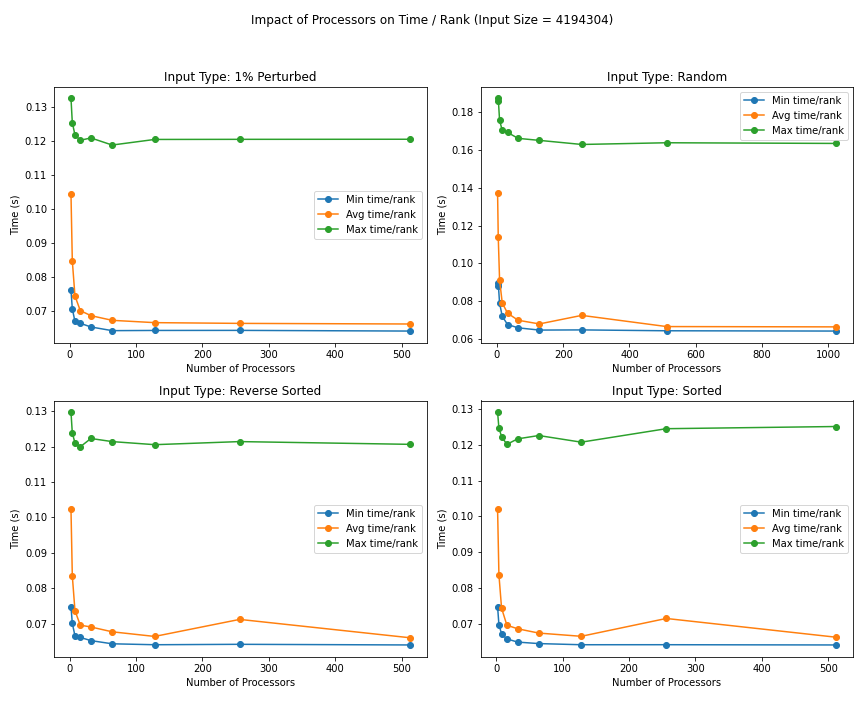 Impact of Processors on Time / Rank (Input Size = 4194304)
Input Type: 1% Perturbed
0.13
0.12
0.11
0.10
0.09
0.08
0.07
Time (s)
Min time/rank
Avg time/rank
Max time/rank
0
100
200
300
400
500
Number of Processors
Input Type: Random
0.18
0.16
0.14
0.12
0.10
0.08
0.06
Time (s)
Min time/rank
Avg time/rank
Max time/rank
0
200
400
600
800
1000
Number of Processors
Input Type: Reverse Sorted
0.13
0.12
0.11
0.10
0.09
0.08
0.07
Time (s)
Min time/rank
Avg time/rank
Max time/rank
0
100
200
300
400
500
Number of Processors
Input Type: Sorted
0.13
0.12
0.11
0.10
0.09
0.08
0.07
Time (s)
Min time/rank
Avg time/rank
Max time/rank
0
100
200
300
400
500
Number of Processors